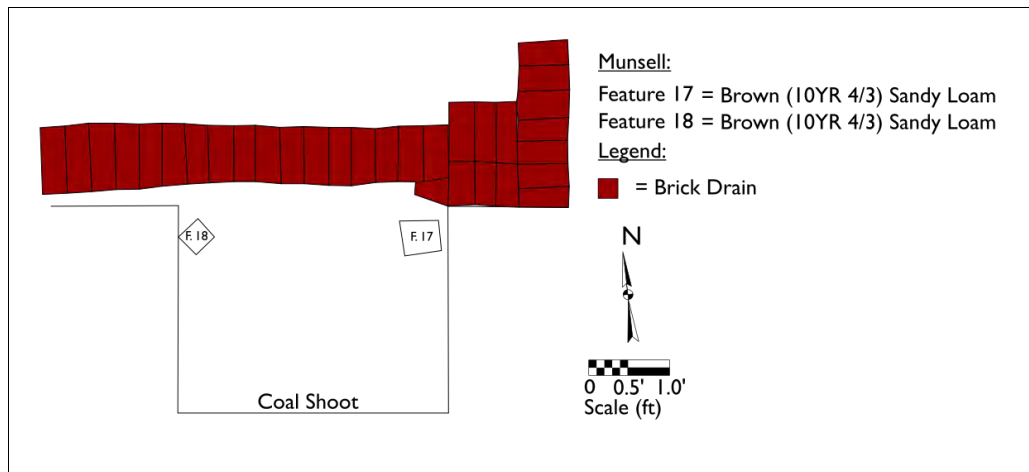 Munsell:
Feature 17 = Brown (10YR 4/3) Sandy Loam
Feature 18 = Brown (10YR 4/3) Sandy Loam
Legend:
= Brick Drain
F. 18
F. 17
N
0 0.5' 1.0'
Scale (ft)
Coal Shoot